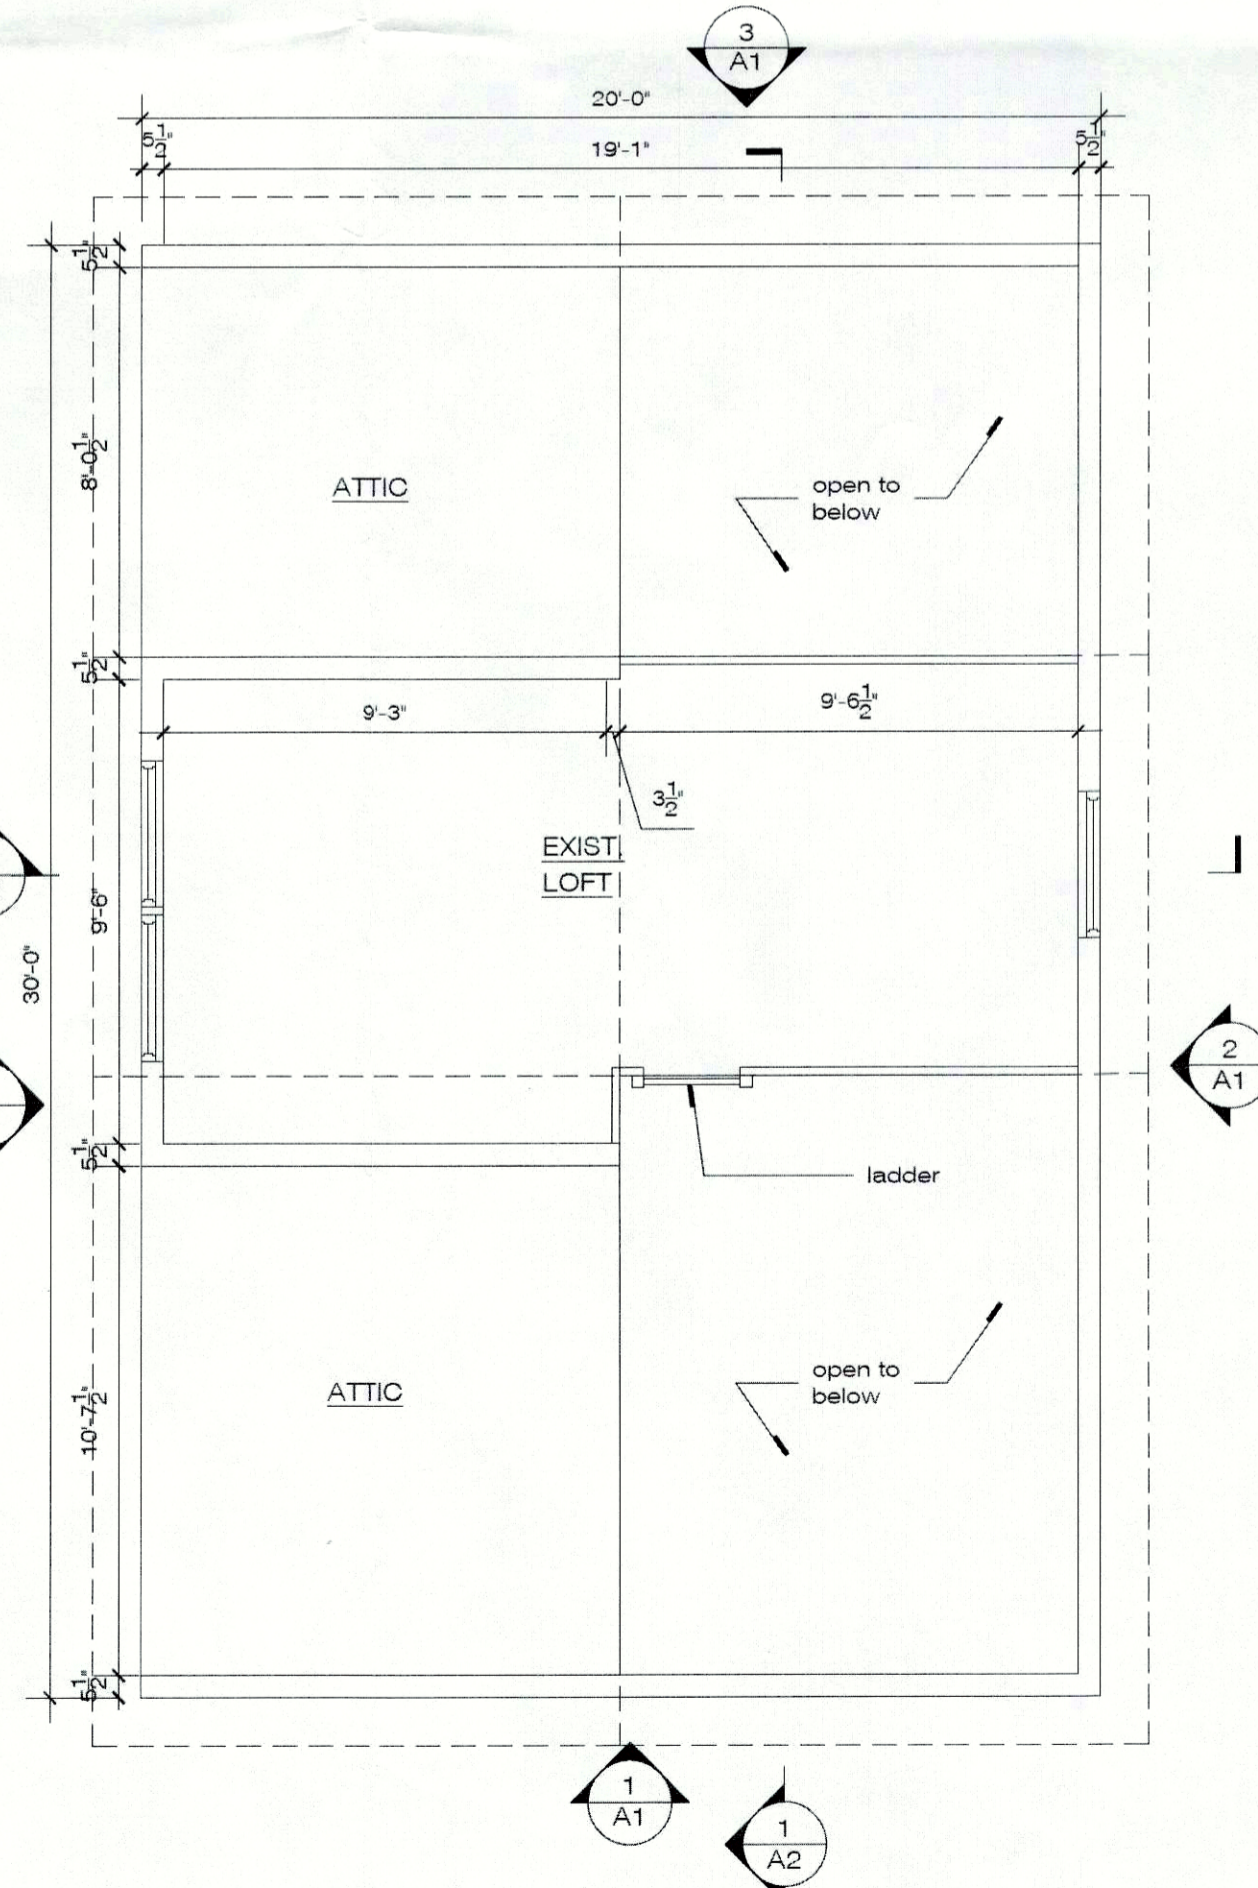 3
A1
20'-0"
5 1/2"
19'-1"
5 1/2"
5 1/2"
8'-0 1/2"
ATTIC
open to
below
5 1/2"
9'-3"
9'-6 1/2"
3 1/2"
EXIST.
LOFT
9'-6"
30'-0"
2
A1
5 1/2"
ladder
10'-7 1/2"
ATTIC
open to
below
5 1/2"
1
A1
1
A2